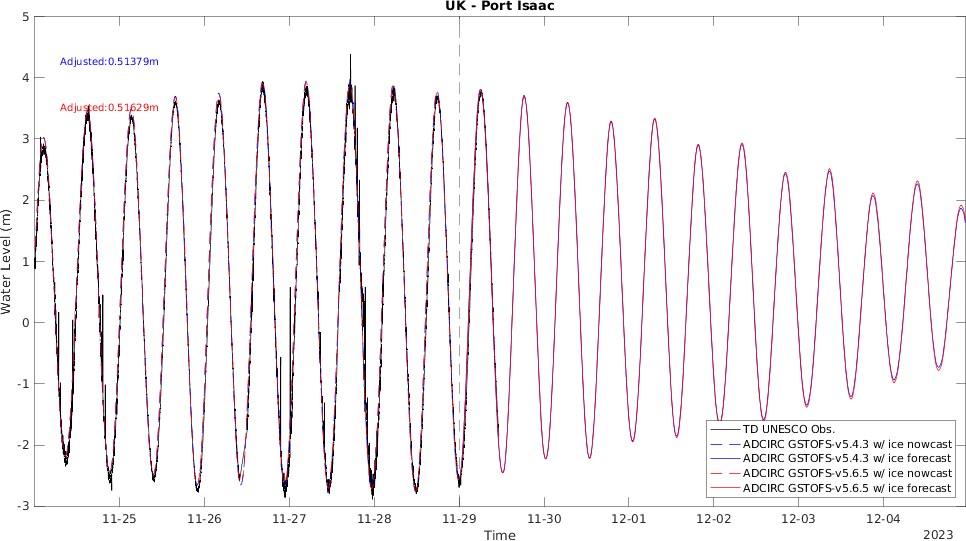 UK - Port Isaac
5
Adjusted:0.51379m
4
Adjusted:0.51629m
3
2
1
0
-1
-2
-3
Water Level (m)
TD UNESCO Obs.
ADCIRC GSTOFS-v5.4.3 w/ ice nowcast
ADCIRC GSTOFS-v5.4.3 w/ ice forecast
ADCIRC GSTOFS-v5.6.5 w/ ice nowcast
ADCIRC GSTOFS-v5.6.5 w/ ice forecast
11-25 11-26 11-27 11-28 11-29 11-30 12-01 12-02 12-03 12-04
Time
2023